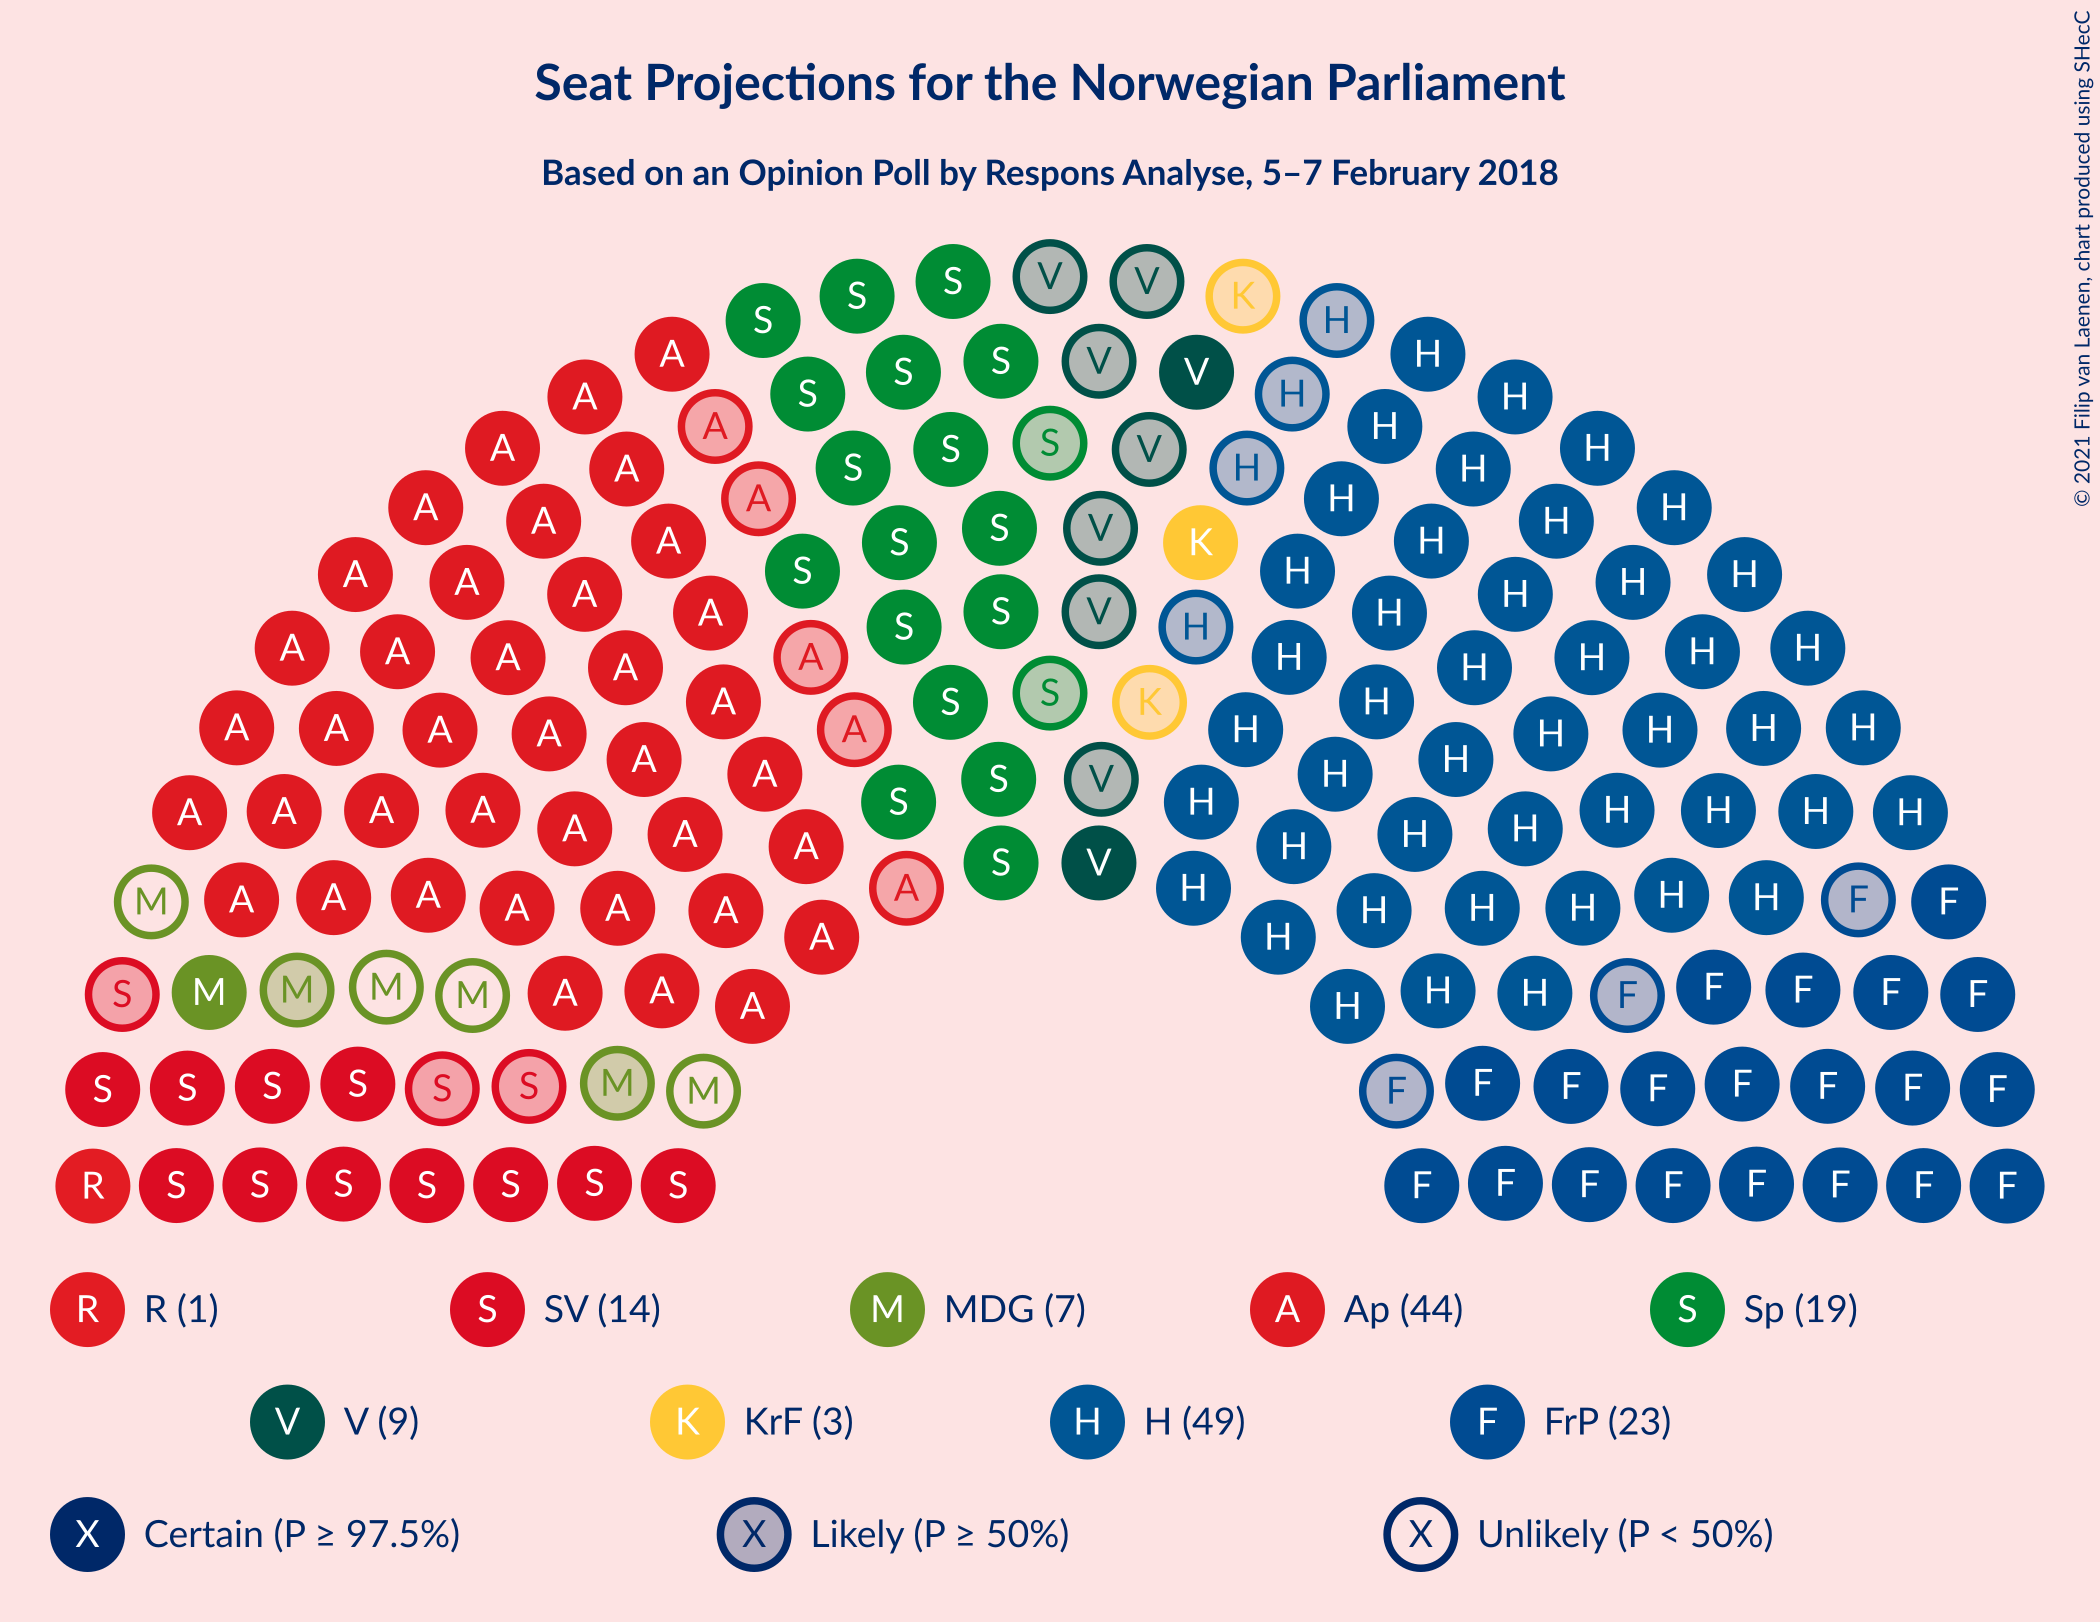 Seat Projections for the Norwegian Parliament
Based on an Opinion Poll by Respons Analyse, 5–7 February 2018
© 2021 Filip van Laenen, chart produced using SHecC
S S S V V K H
A S S S V V H H
A A S S S V H H H
A A A S S S V K H H H
A A A A S S S V H H H H
A A A A A S S K H H H H H
A A A A A A S S V H H H H H H
A A A A A A A S V H H H H H H H
A A A A A A A A H H H H H H H H
M A A A A A A A H H H H H H F F
S M M M M A A A H H H F F F F F
S S S S S S M M F F F F F F F F
R S S S S S S S F F F F F F F F
R R (1) S SV (14) M MDG (7) A Ap (44) S Sp (19)
V V (9) K KrF (3) H H (49) F FrP (23)
X Certain (P ≥ 97.5%) X Likely (P ≥ 50%) X Unlikely (P < 50%)